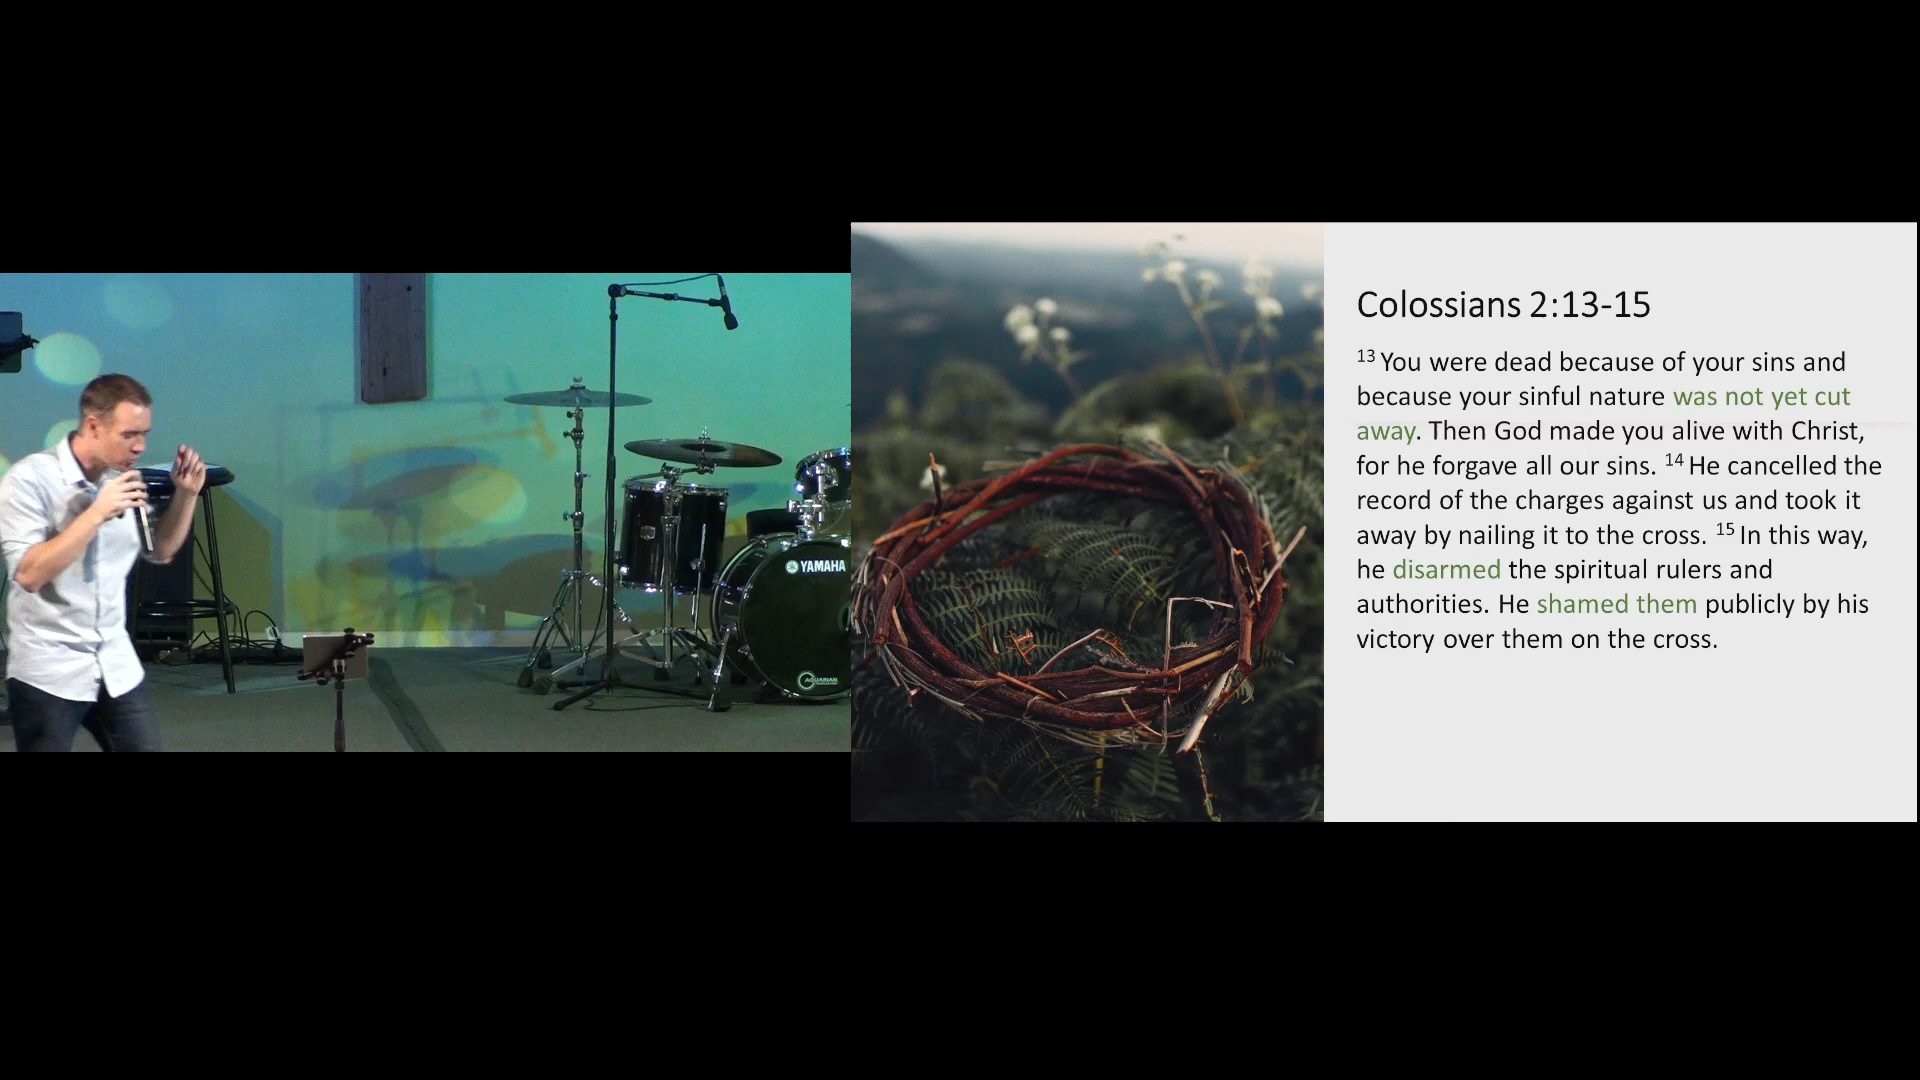 YAMAHA
AQUARIAN
Colossians 2:13-15
13 You were dead because of your sins and
because your sinful nature was not yet cut
away. Then God made you alive with Christ,
for he forgave all our sins. 14 He cancelled the
record of the charges against us and took it
away by nailing it to the cross. 15 In this way,
he disarmed the spiritual rulers and
authorities. He shamed them publicly by his
victory over them on the cross.